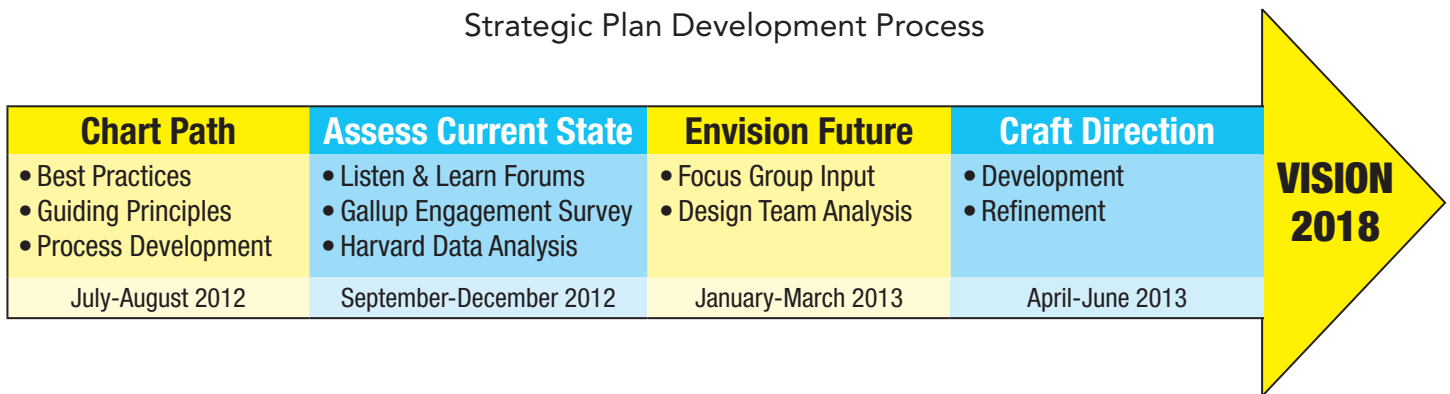 Strategic Plan Development Process
Chart Path
• Best Practices
• Guiding Principles
• Process Development
July-August 2012
Assess Current State
• Listen & Learn Forums
• Gallup Engagement Survey
• Harvard Data Analysis
September-December 2012
Envision Future
• Focus Group Input
• Design Team Analysis
January-March 2013
Craft Direction
• Development
• Refinement
April-June 2013
VISION
2018